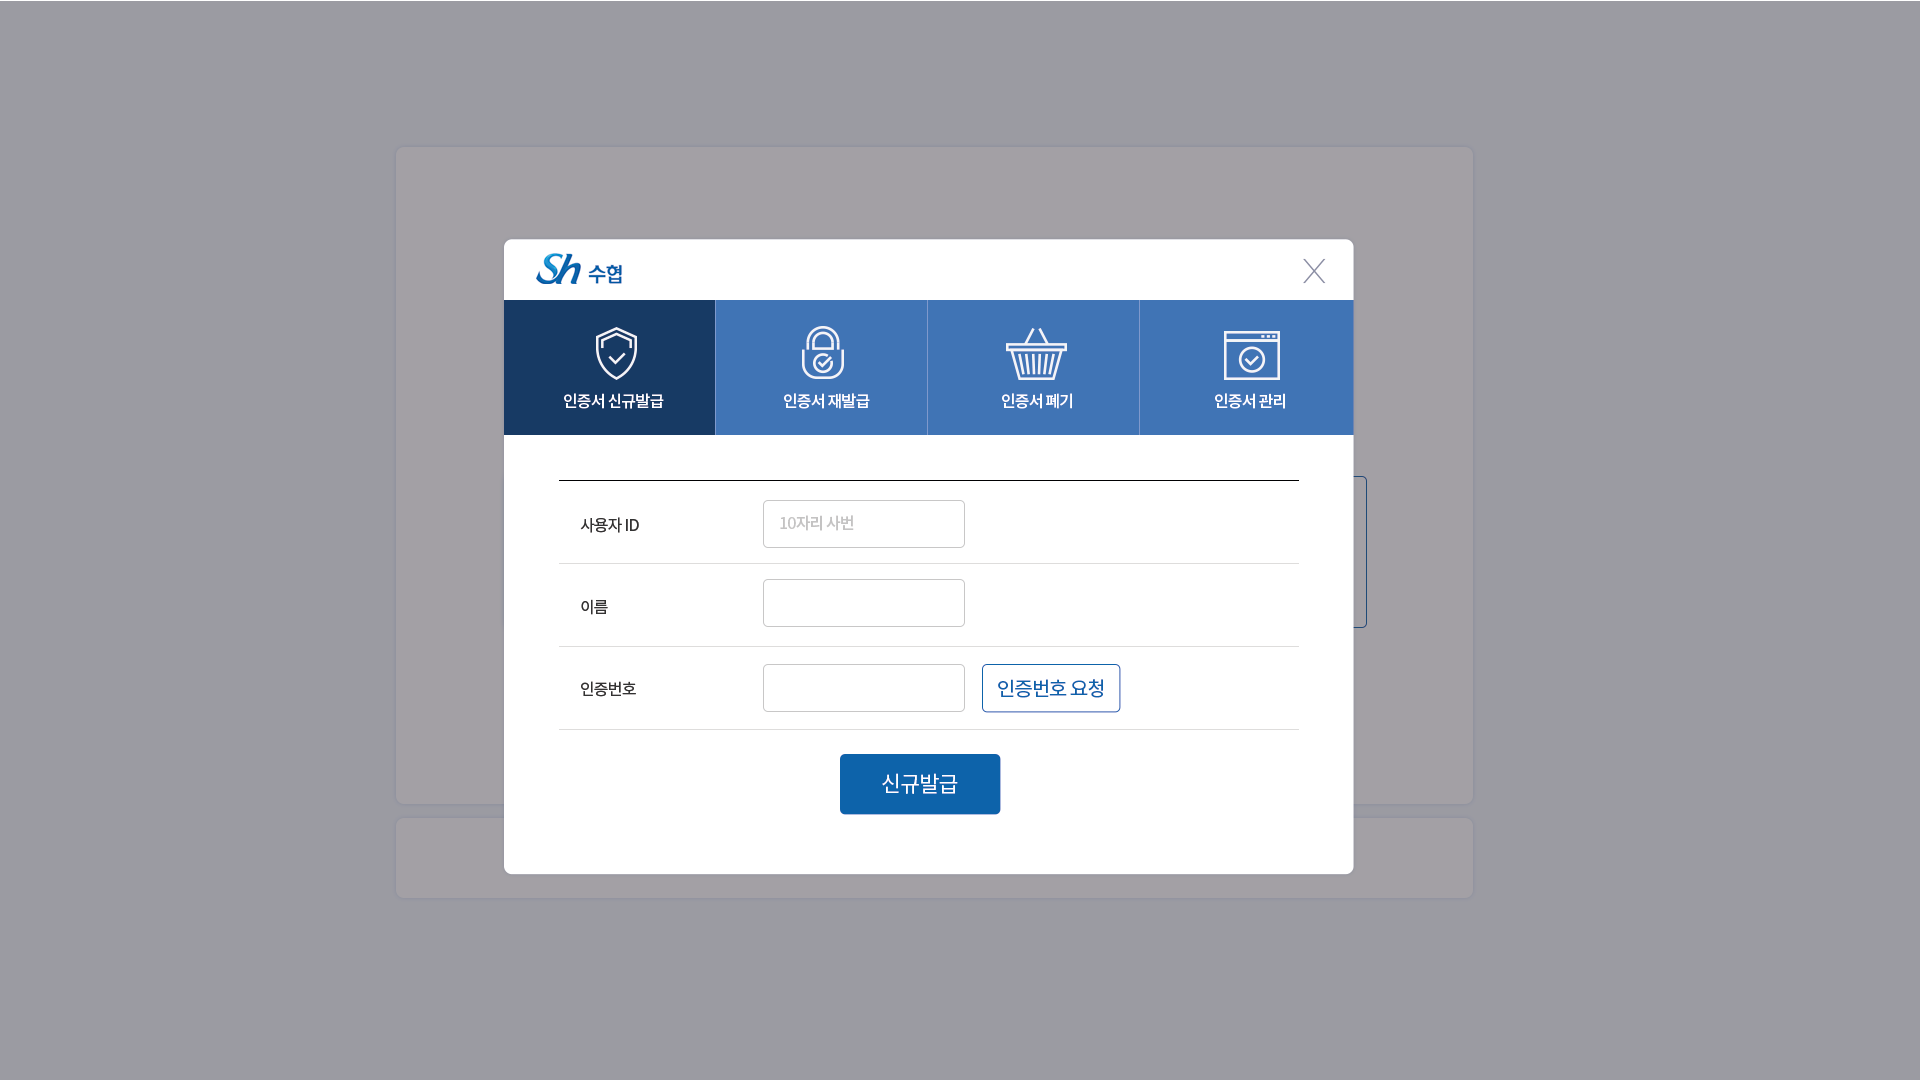 Sh 수협
인증서 신규발급
인증서 재발급
인증서 폐기
인증서 관리
사용자 ID
10자리 사번
이름
인증번호
인증번호 요청
신규발급